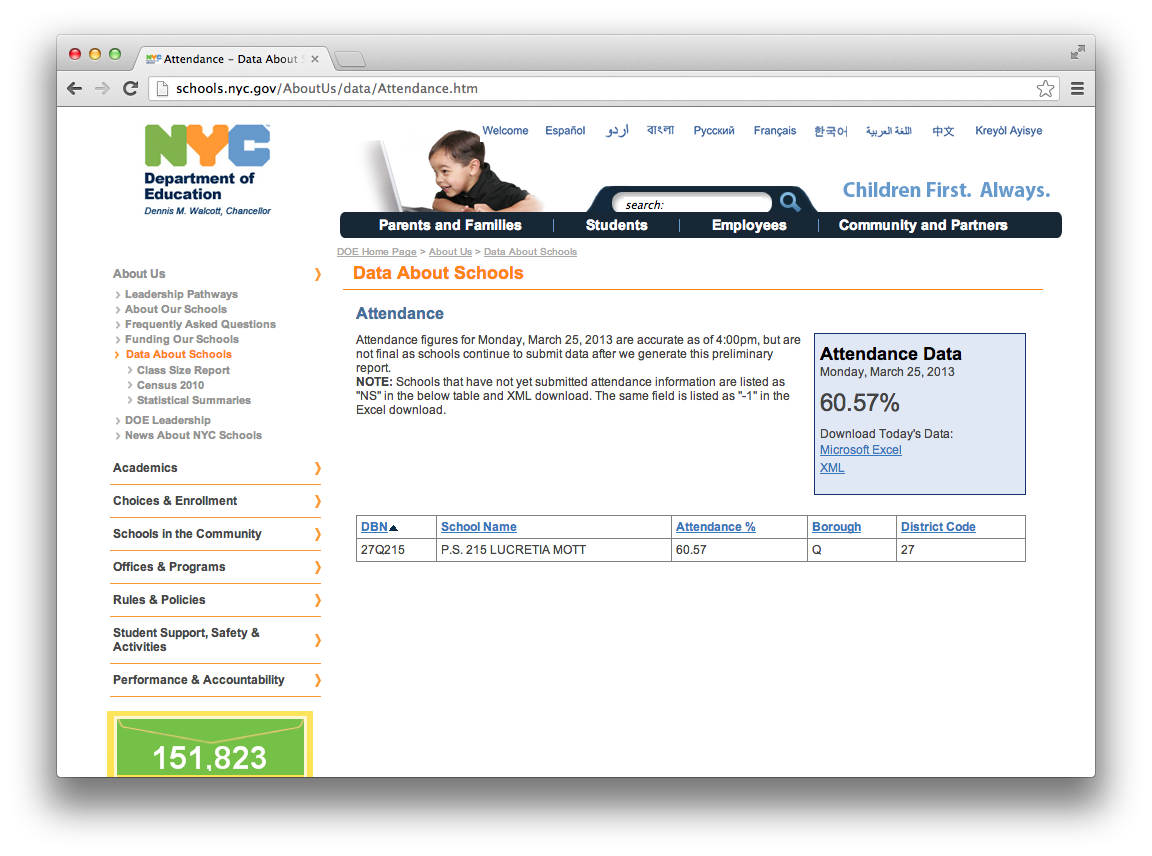 Attendance – Data About S
schools.nyc.gov/AboutUs/data/Attendance.htm
NYC
Department of
Education
Dennis M. Walcott, Chancellor
Welcome Español اردو বাংলা Русский Français 한국어 اللغة العربية 中文 Kreyòl Ayisye
search:
Children First. Always.
Parents and Families | Students | Employees | Community and Partners
DOE Home Page > About Us > Data About Schools
About Us
Leadership Pathways
About Our Schools
Frequently Asked Questions
Funding Our Schools
Data About Schools
Class Size Report
Census 2010
Statistical Summaries
DOE Leadership
News About NYC Schools
Academics
Choices & Enrollment
Schools in the Community
Offices & Programs
Rules & Policies
Student Support, Safety &
Activities
Performance & Accountability
151,823
Data About Schools
Attendance
Attendance figures for Monday, March 25, 2013 are accurate as of 4:00pm, but are
not final as schools continue to submit data after we generate this preliminary
report.
NOTE: Schools that have not yet submitted attendance information are listed as
"NS" in the below table and XML download. The same field is listed as "-1" in the
Excel download.
Attendance Data
Monday, March 25, 2013
60.57%
Download Today's Data:
Microsoft Excel
XML
DBN School Name Attendance % Borough District Code
27Q215 P.S. 215 LUCRETIA MOTT 60.57 Q 27